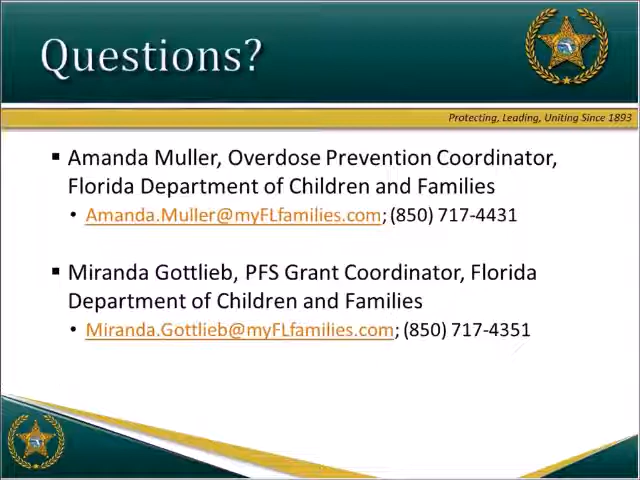 Questions?
Protecting, Leading, Uniting Since 1893
▪ Amanda Muller, Overdose Prevention Coordinator,
Florida Department of Children and Families
• Amanda.Muller@myFLfamilies.com; (850) 717-4431
▪ Miranda Gottlieb, PFS Grant Coordinator, Florida
Department of Children and Families
• Miranda.Gottlieb@myFLfamilies.com; (850) 717-4351